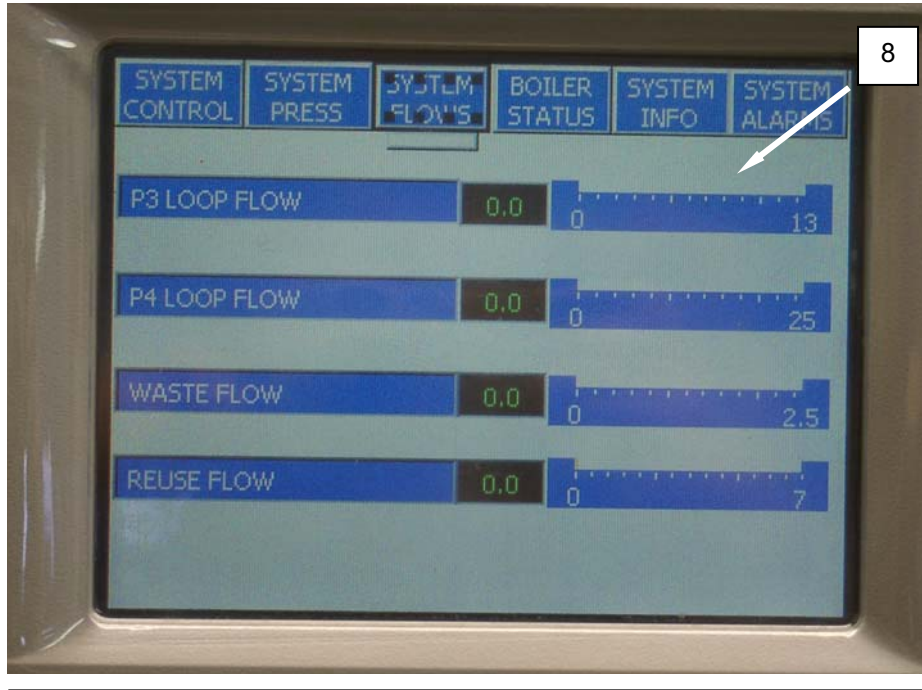 8
SYSTEM SYSTEM SYSTEM BOILER SYSTEM SYSTEM
CONTROL PRESS FLOWS STATUS INFO ALARMS
P3 LOOP FLOW 0.0 0 13
P4 LOOP FLOW 0.0 0 25
WASTE FLOW 0.0 0 2.5
REUSE FLOW 0.0 0 7